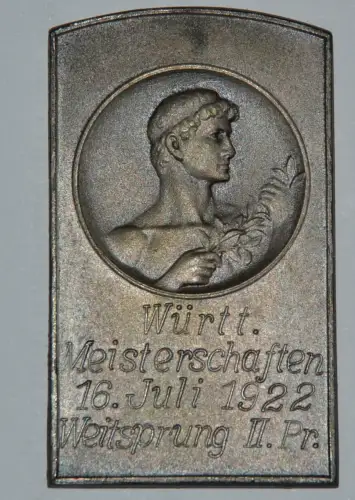 Württ.
Meisterschaften
16. Juli 1922
Weitsprung II. Pr.